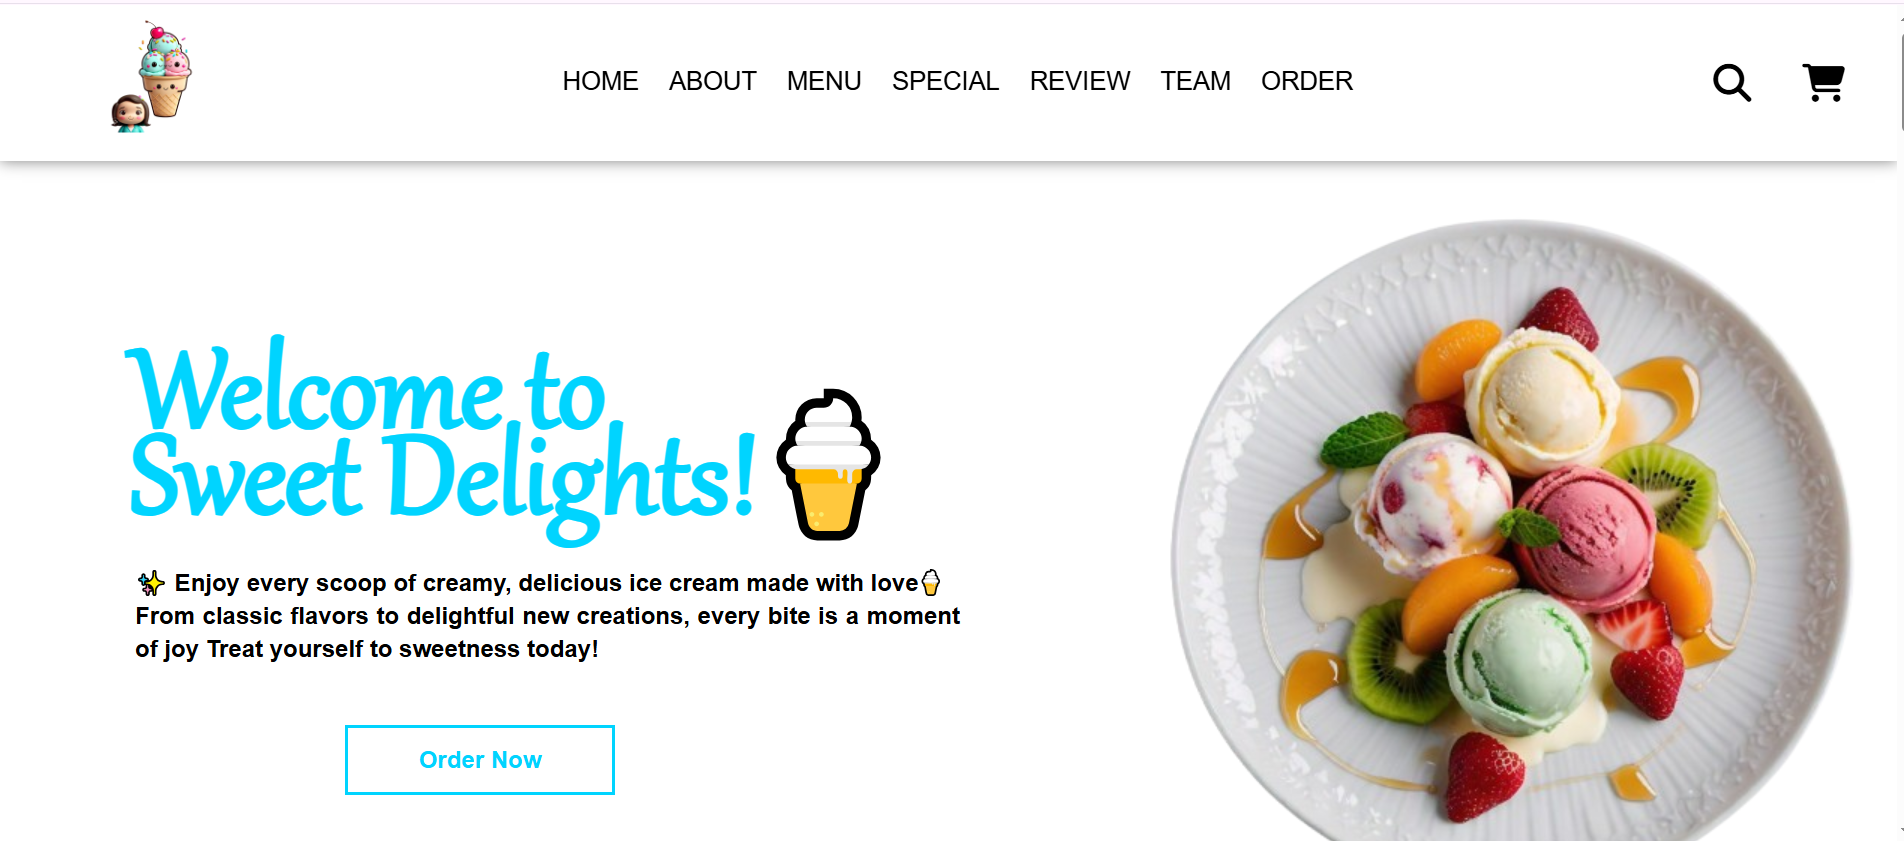 HOME ABOUT MENU SPECIAL REVIEW TEAM ORDER
Welcome to
Sweet Delights!🍦
✨ Enjoy every scoop of creamy, delicious ice cream made with love🍦
From classic flavors to delightful new creations, every bite is a moment
of joy Treat yourself to sweetness today!
Order Now